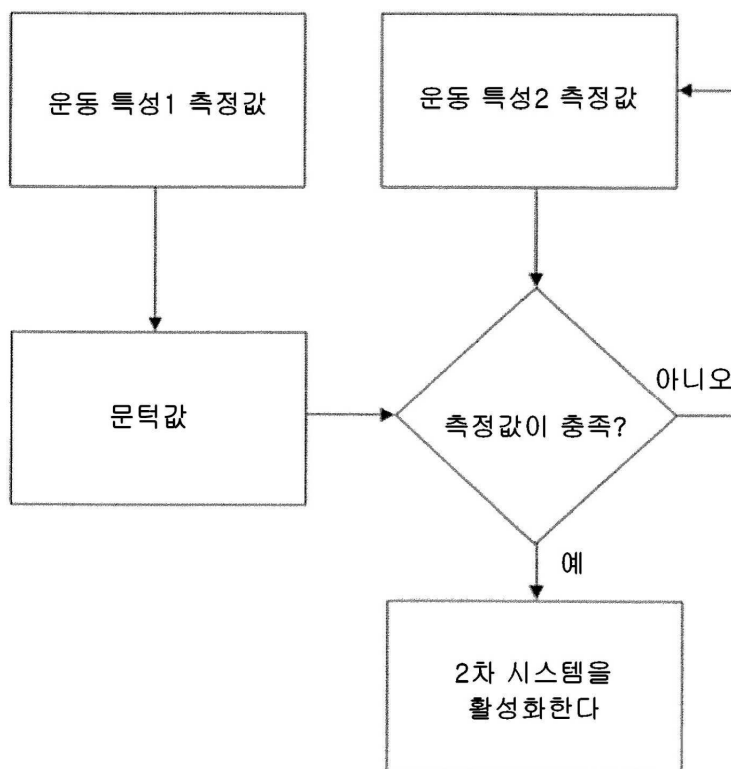 운동 특성1 측정값
운동 특성2 측정값
문턱값
측정값이 충족?
아니오
예
2차 시스템을
활성화한다